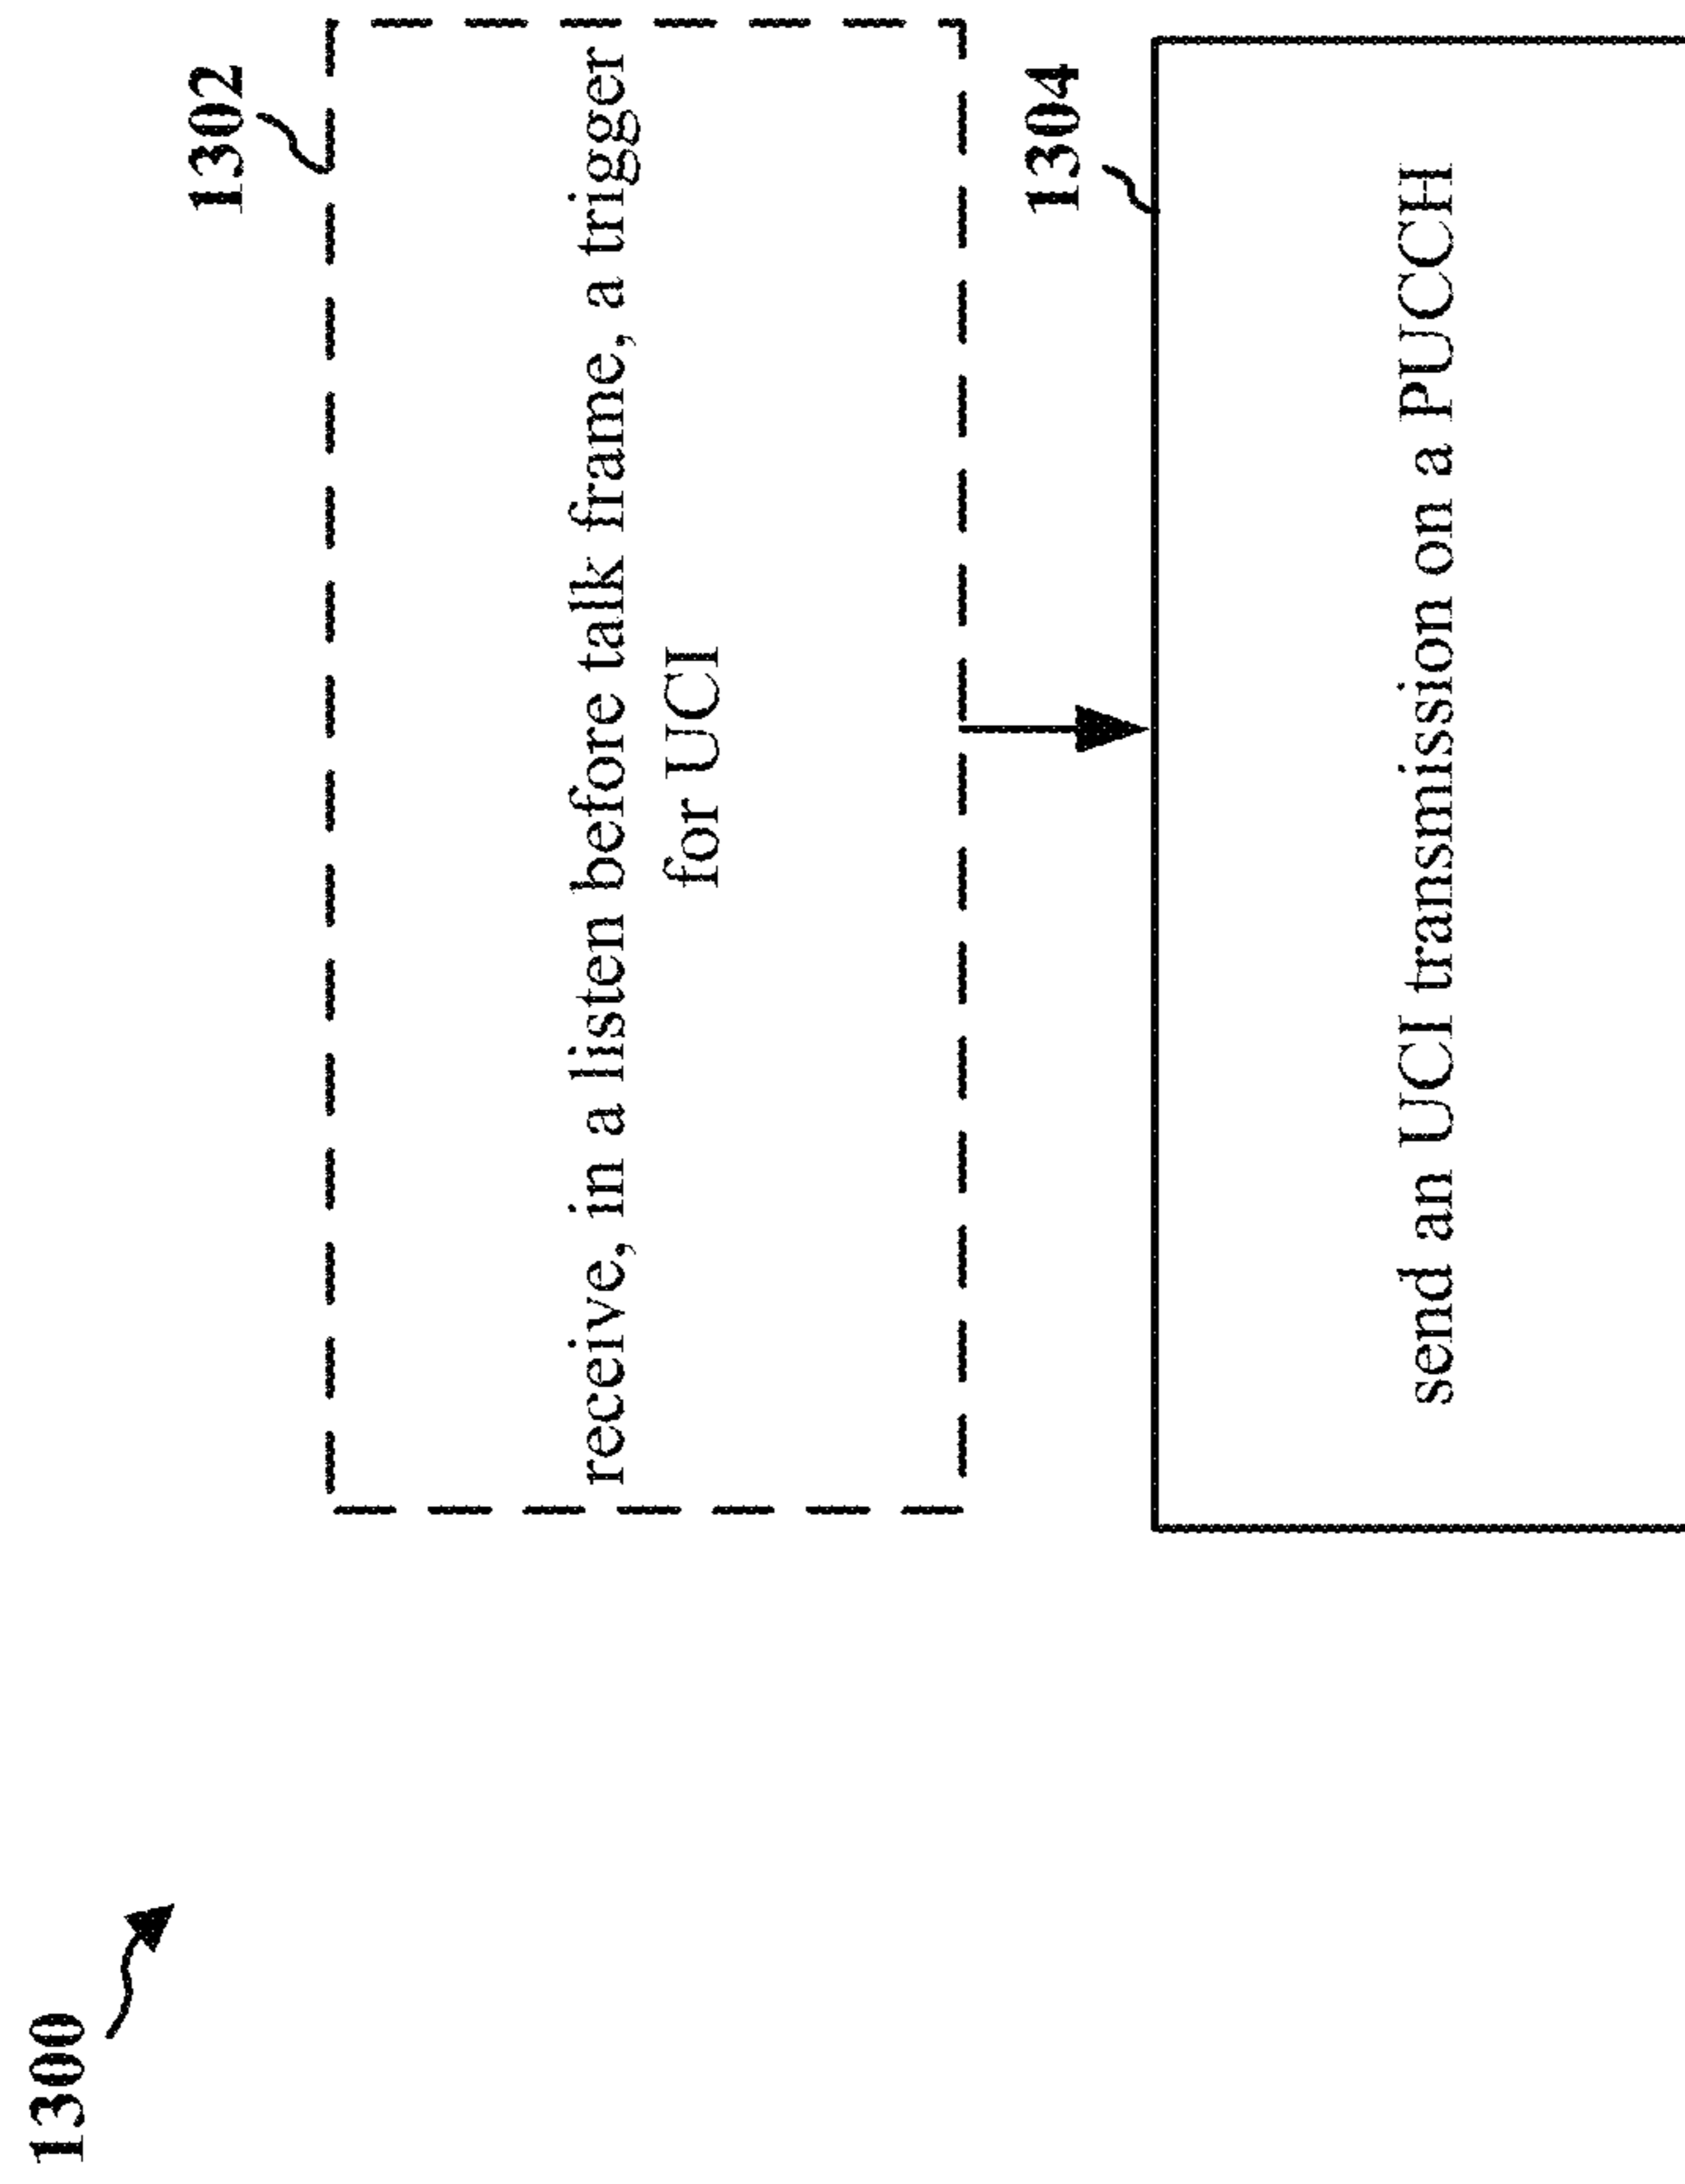 1300
1302
receive, in a listen before talk frame, a trigger
for UCI
1304
send an UCI transmission on a PUCCH